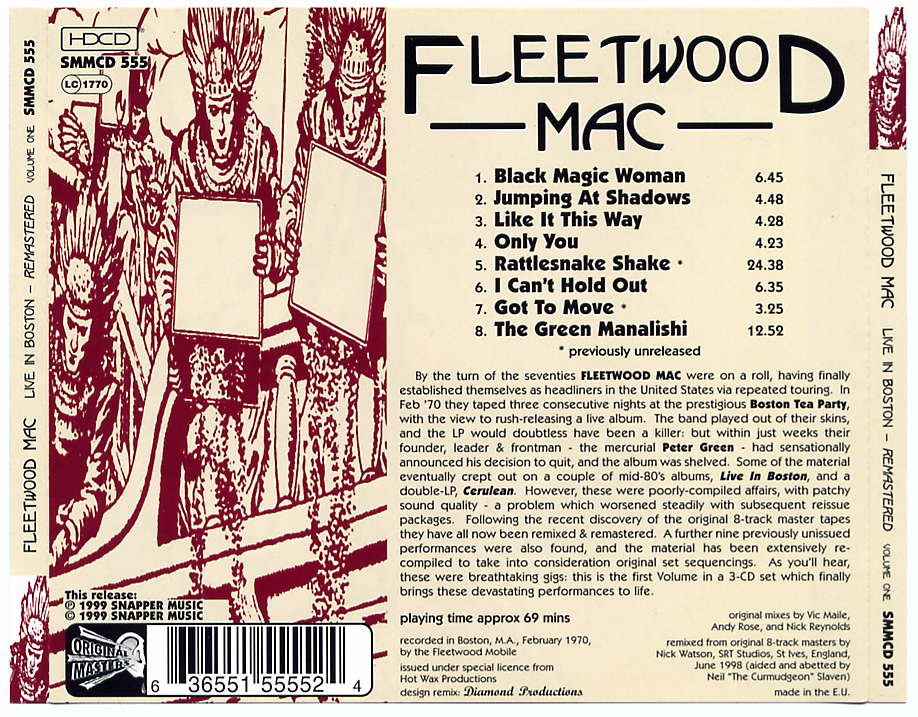 FLEETWOOD MAC LIVE IN BOSTON – REMASTERED VOLUME ONE SMMCD 555
HDCD®
SMMCD 555
LC 1770
FLEETWOOD
MAC
1. Black Magic Woman 6.45
2. Jumping At Shadows 4.48
3. Like It This Way 4.28
4. Only You 4.23
5. Rattlesnake Shake * 24.38
6. I Can't Hold Out 6.35
7. Got To Move * 3.25
8. The Green Manalishi 12.52
* previously unreleased
By the turn of the seventies FLEETWOOD MAC were on a roll, having finally
established themselves as headliners in the United States via repeated touring. In
Feb '70 they taped three consecutive nights at the prestigious Boston Tea Party,
with the view to rush-releasing a live album. The band played out of their skins,
and the LP would doubtless have been a killer: but within just weeks their
founder, leader & frontman - the mercurial Peter Green - had sensationally
announced his decision to quit, and the album was shelved. Some of the material
eventually crept out on a couple of mid-80's albums, Live In Boston, and a
double-LP, Cerulean. However, these were poorly-compiled affairs, with patchy
sound quality - a problem which worsened steadily with subsequent reissue
packages. Following the recent discovery of the original 8-track master tapes
they have all now been remixed & remastered. A further nine previously unissued
performances were also found, and the material has been extensively re-
compiled to take into consideration original set sequencings. As you'll hear,
these were breathtaking gigs: this is the first Volume in a 3-CD set which finally
brings these devastating performances to life.
playing time approx 69 mins
recorded in Boston, M.A., February 1970,
by the Fleetwood Mobile
issued under special licence from
Hot Wax Productions
design remix: Diamond Productions
original mixes by Vic Maile,
Andy Rose, and Nick Reynolds
remixed from original 8-track masters by
Nick Watson, SRT Studios, St Ives, England,
June 1998 (aided and abetted by
Neil "The Curmudgeon" Slaven)
made in the E.U.
This release:
℗ 1999 SNAPPER MUSIC
© 1999 SNAPPER MUSIC
ORIGINAL
MASTERS
6 36551 55552 4
FLEETWOOD MAC LIVE IN BOSTON – REMASTERED VOLUME ONE SMMCD 555